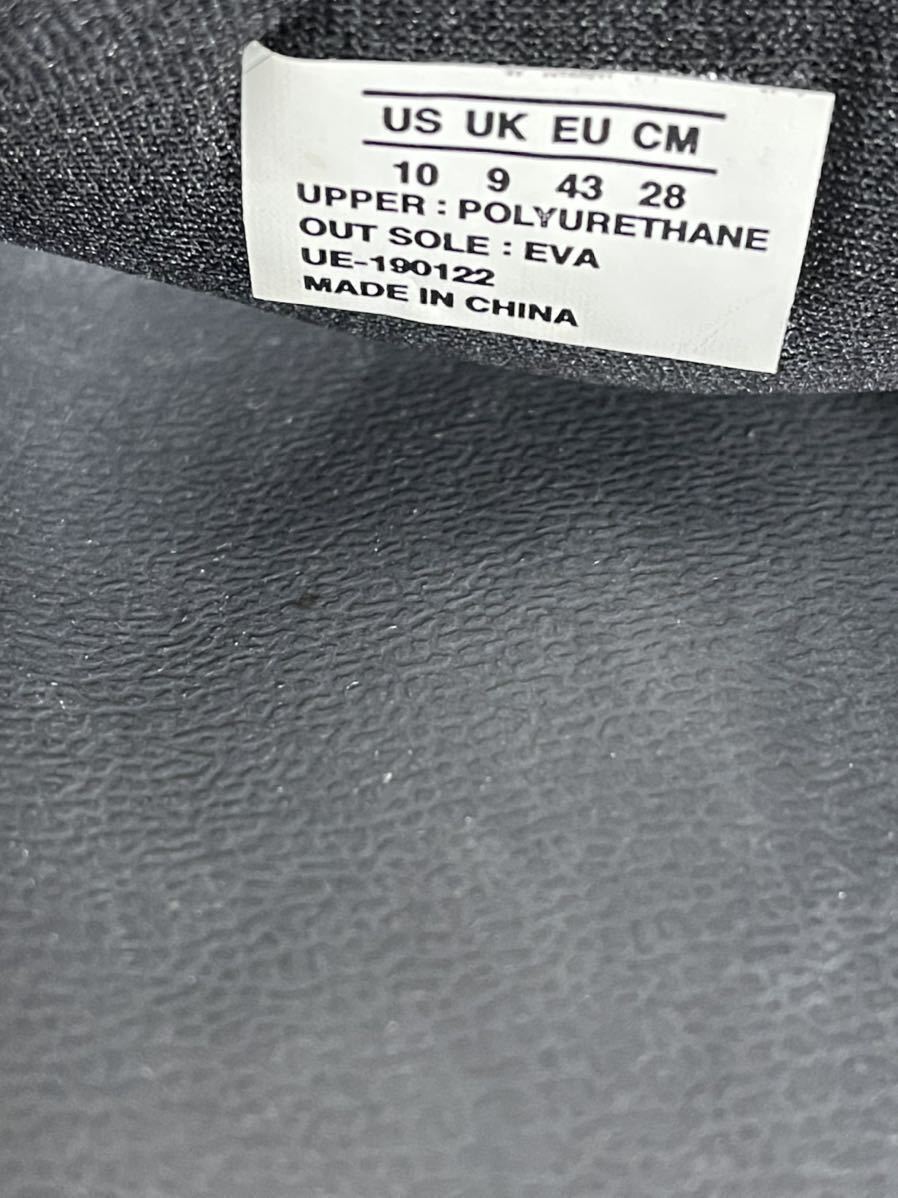 US UK EU CM
10 9 43 28
UPPER : POLYURETHANE
OUT SOLE : EVA
UE-190122
MADE IN CHINA